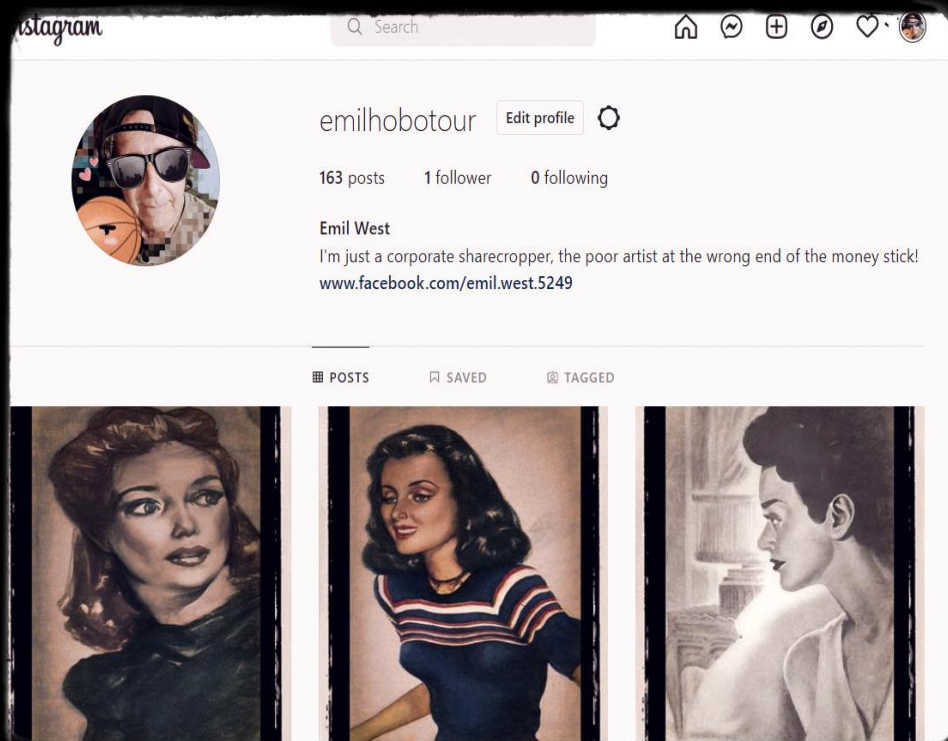 nstagram
Search
emilhobotour Edit profile
163 posts 1 follower 0 following
Emil West
I'm just a corporate sharecropper, the poor artist at the wrong end of the money stick!
www.facebook.com/emil.west.5249
POSTS SAVED TAGGED